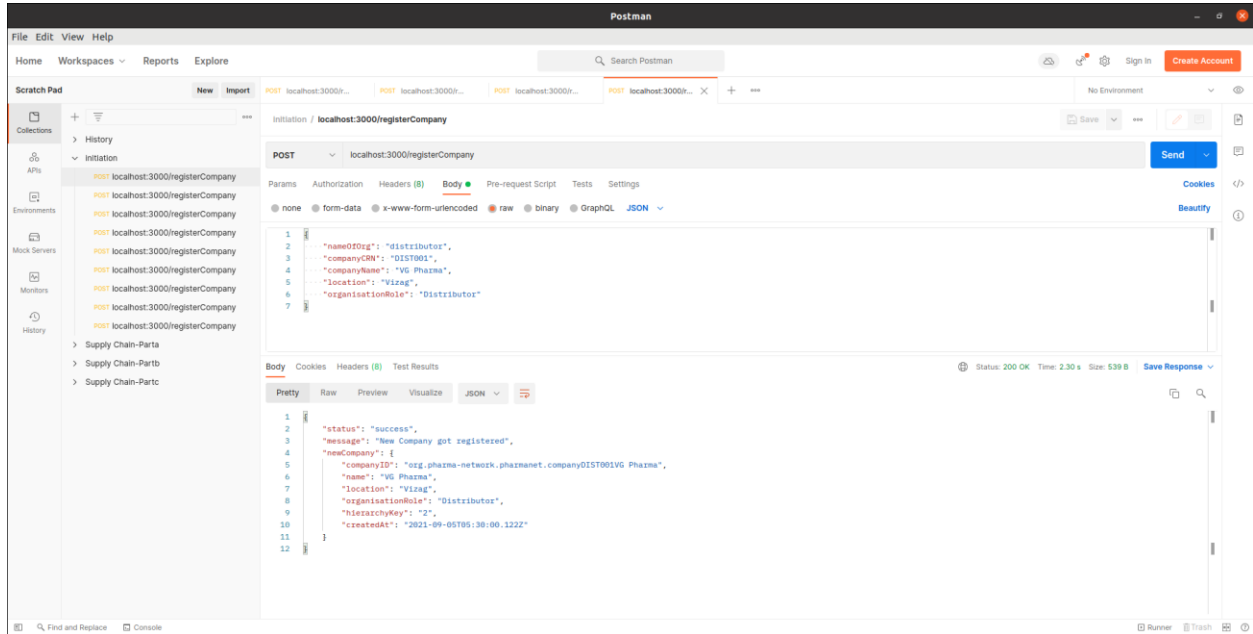 Postman
File Edit View Help
Home Workspaces Reports Explore Search Postman Sign In Create Account
Scratch Pad New Import POST localhost:3000/r... POST localhost:3000/r... POST localhost:3000/r... POST localhost:3000/r... No Environment
Collections
APIs
Environments
Mock Servers
Monitors
History
History
Initiation
POST localhost:3000/registerCompany
POST localhost:3000/registerCompany
POST localhost:3000/registerCompany
POST localhost:3000/registerCompany
POST localhost:3000/registerCompany
POST localhost:3000/registerCompany
POST localhost:3000/registerCompany
POST localhost:3000/registerCompany
POST localhost:3000/registerCompany
Supply Chain-Parta
Supply Chain-Partb
Supply Chain-Partc
Initiation / localhost:3000/registerCompany Save
POST localhost:3000/registerCompany Send
Params Authorization Headers (8) Body Pre-request Script Tests Settings Cookies
none form-data x-www-form-urlencoded raw binary GraphQL JSON Beautify
1 {
2 "nameOfOrg": "distributor",
3 "companyCRN": "DIST001",
4 "companyName": "VG Pharma",
5 "location": "Vizag",
6 "organisationRole": "Distributor"
7 }
Body Cookies Headers (8) Test Results Status: 200 OK Time: 2.30 s Size: 539 B Save Response
Pretty Raw Preview Visualize JSON
1 {
2 "status": "success",
3 "message": "New Company got registered",
4 "newCompany": {
5 "companyID": "org.pharma-network.pharmanet.companyDIST001VG Pharma",
6 "name": "VG Pharma",
7 "location": "Vizag",
8 "organisationRole": "Distributor",
9 "hierarchyKey": "2",
10 "createdAt": "2021-09-05T05:30:00.122Z"
11 }
12 }
Find and Replace Console Runner Trash